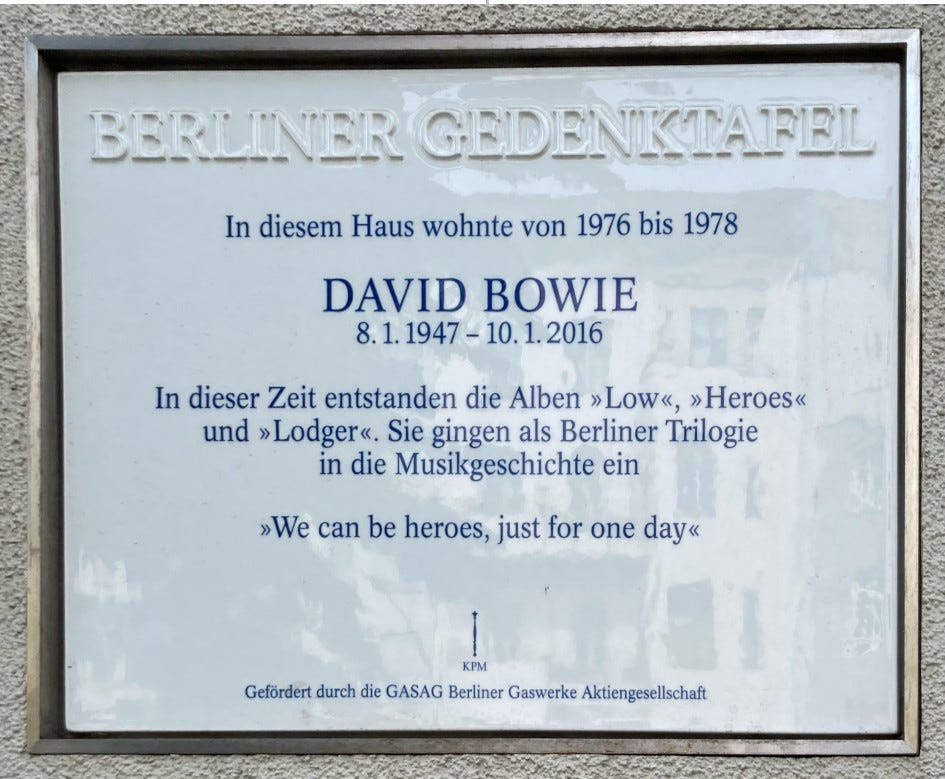 BERLINER GEDENKTAFEL
In diesem Haus wohnte von 1976 bis 1978
DAVID BOWIE
8. 1. 1947 – 10. 1. 2016
In dieser Zeit entstanden die Alben »Low«, »Heroes«
und »Lodger«. Sie gingen als Berliner Trilogie
in die Musikgeschichte ein
»We can be heroes, just for one day«
KPM
Gefördert durch die GASAG Berliner Gaswerke Aktiengesellschaft